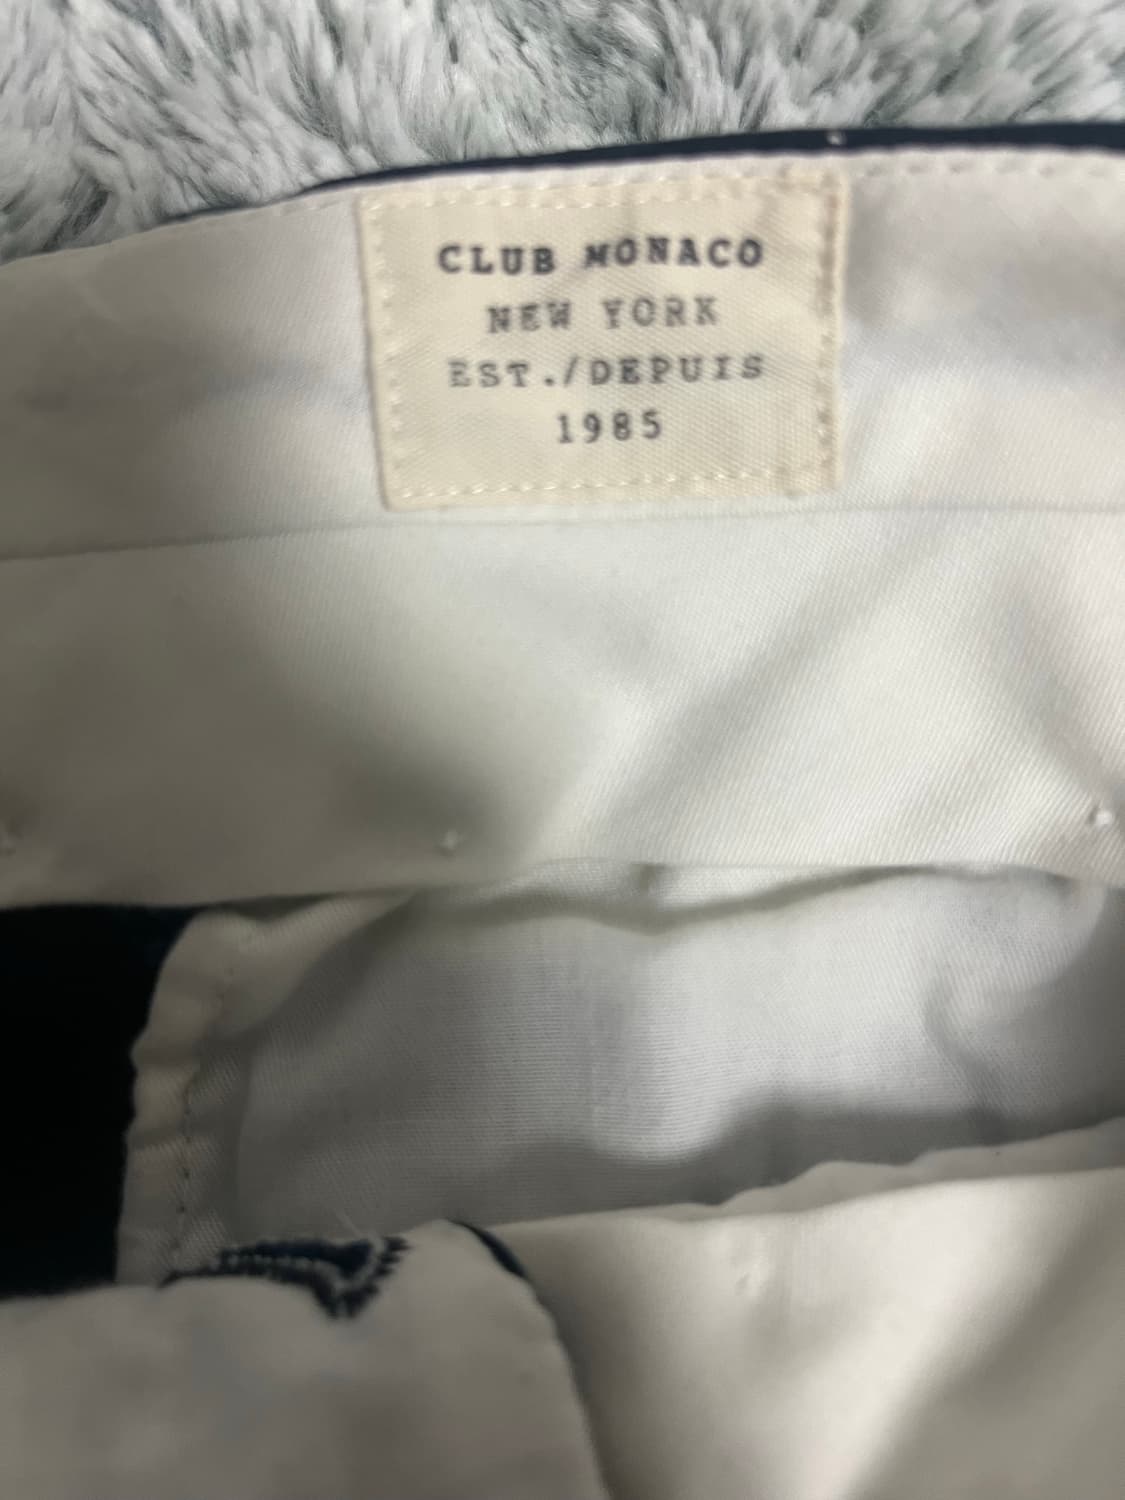 CLUB MONACO
NEW YORK
EST./DEPUIS
1985